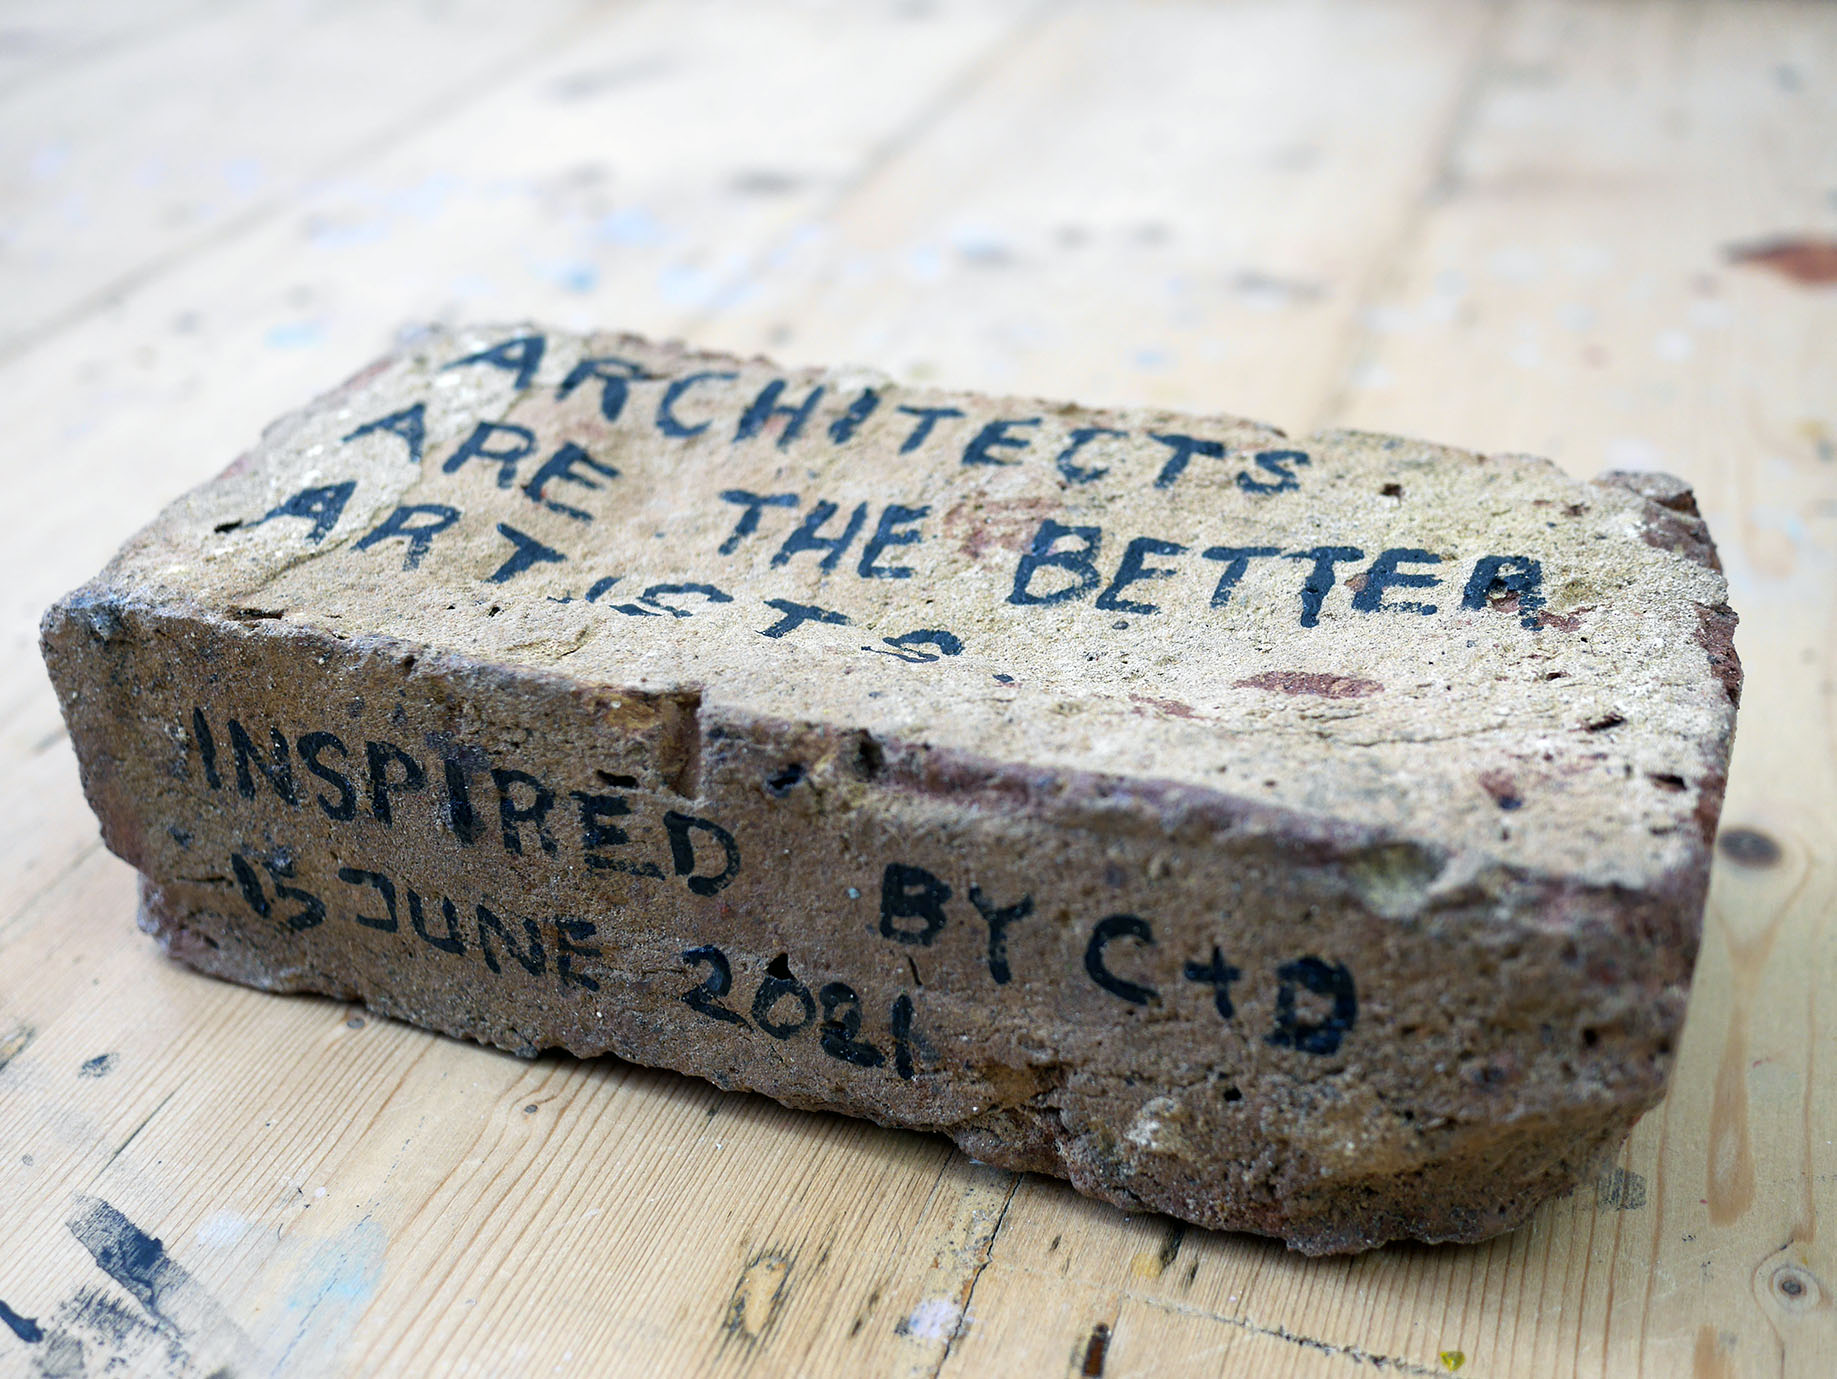 ARCHITECTS
ARE THE BETTER
ARTISTS
INSPIRED BY C+D
15 JUNE 2021